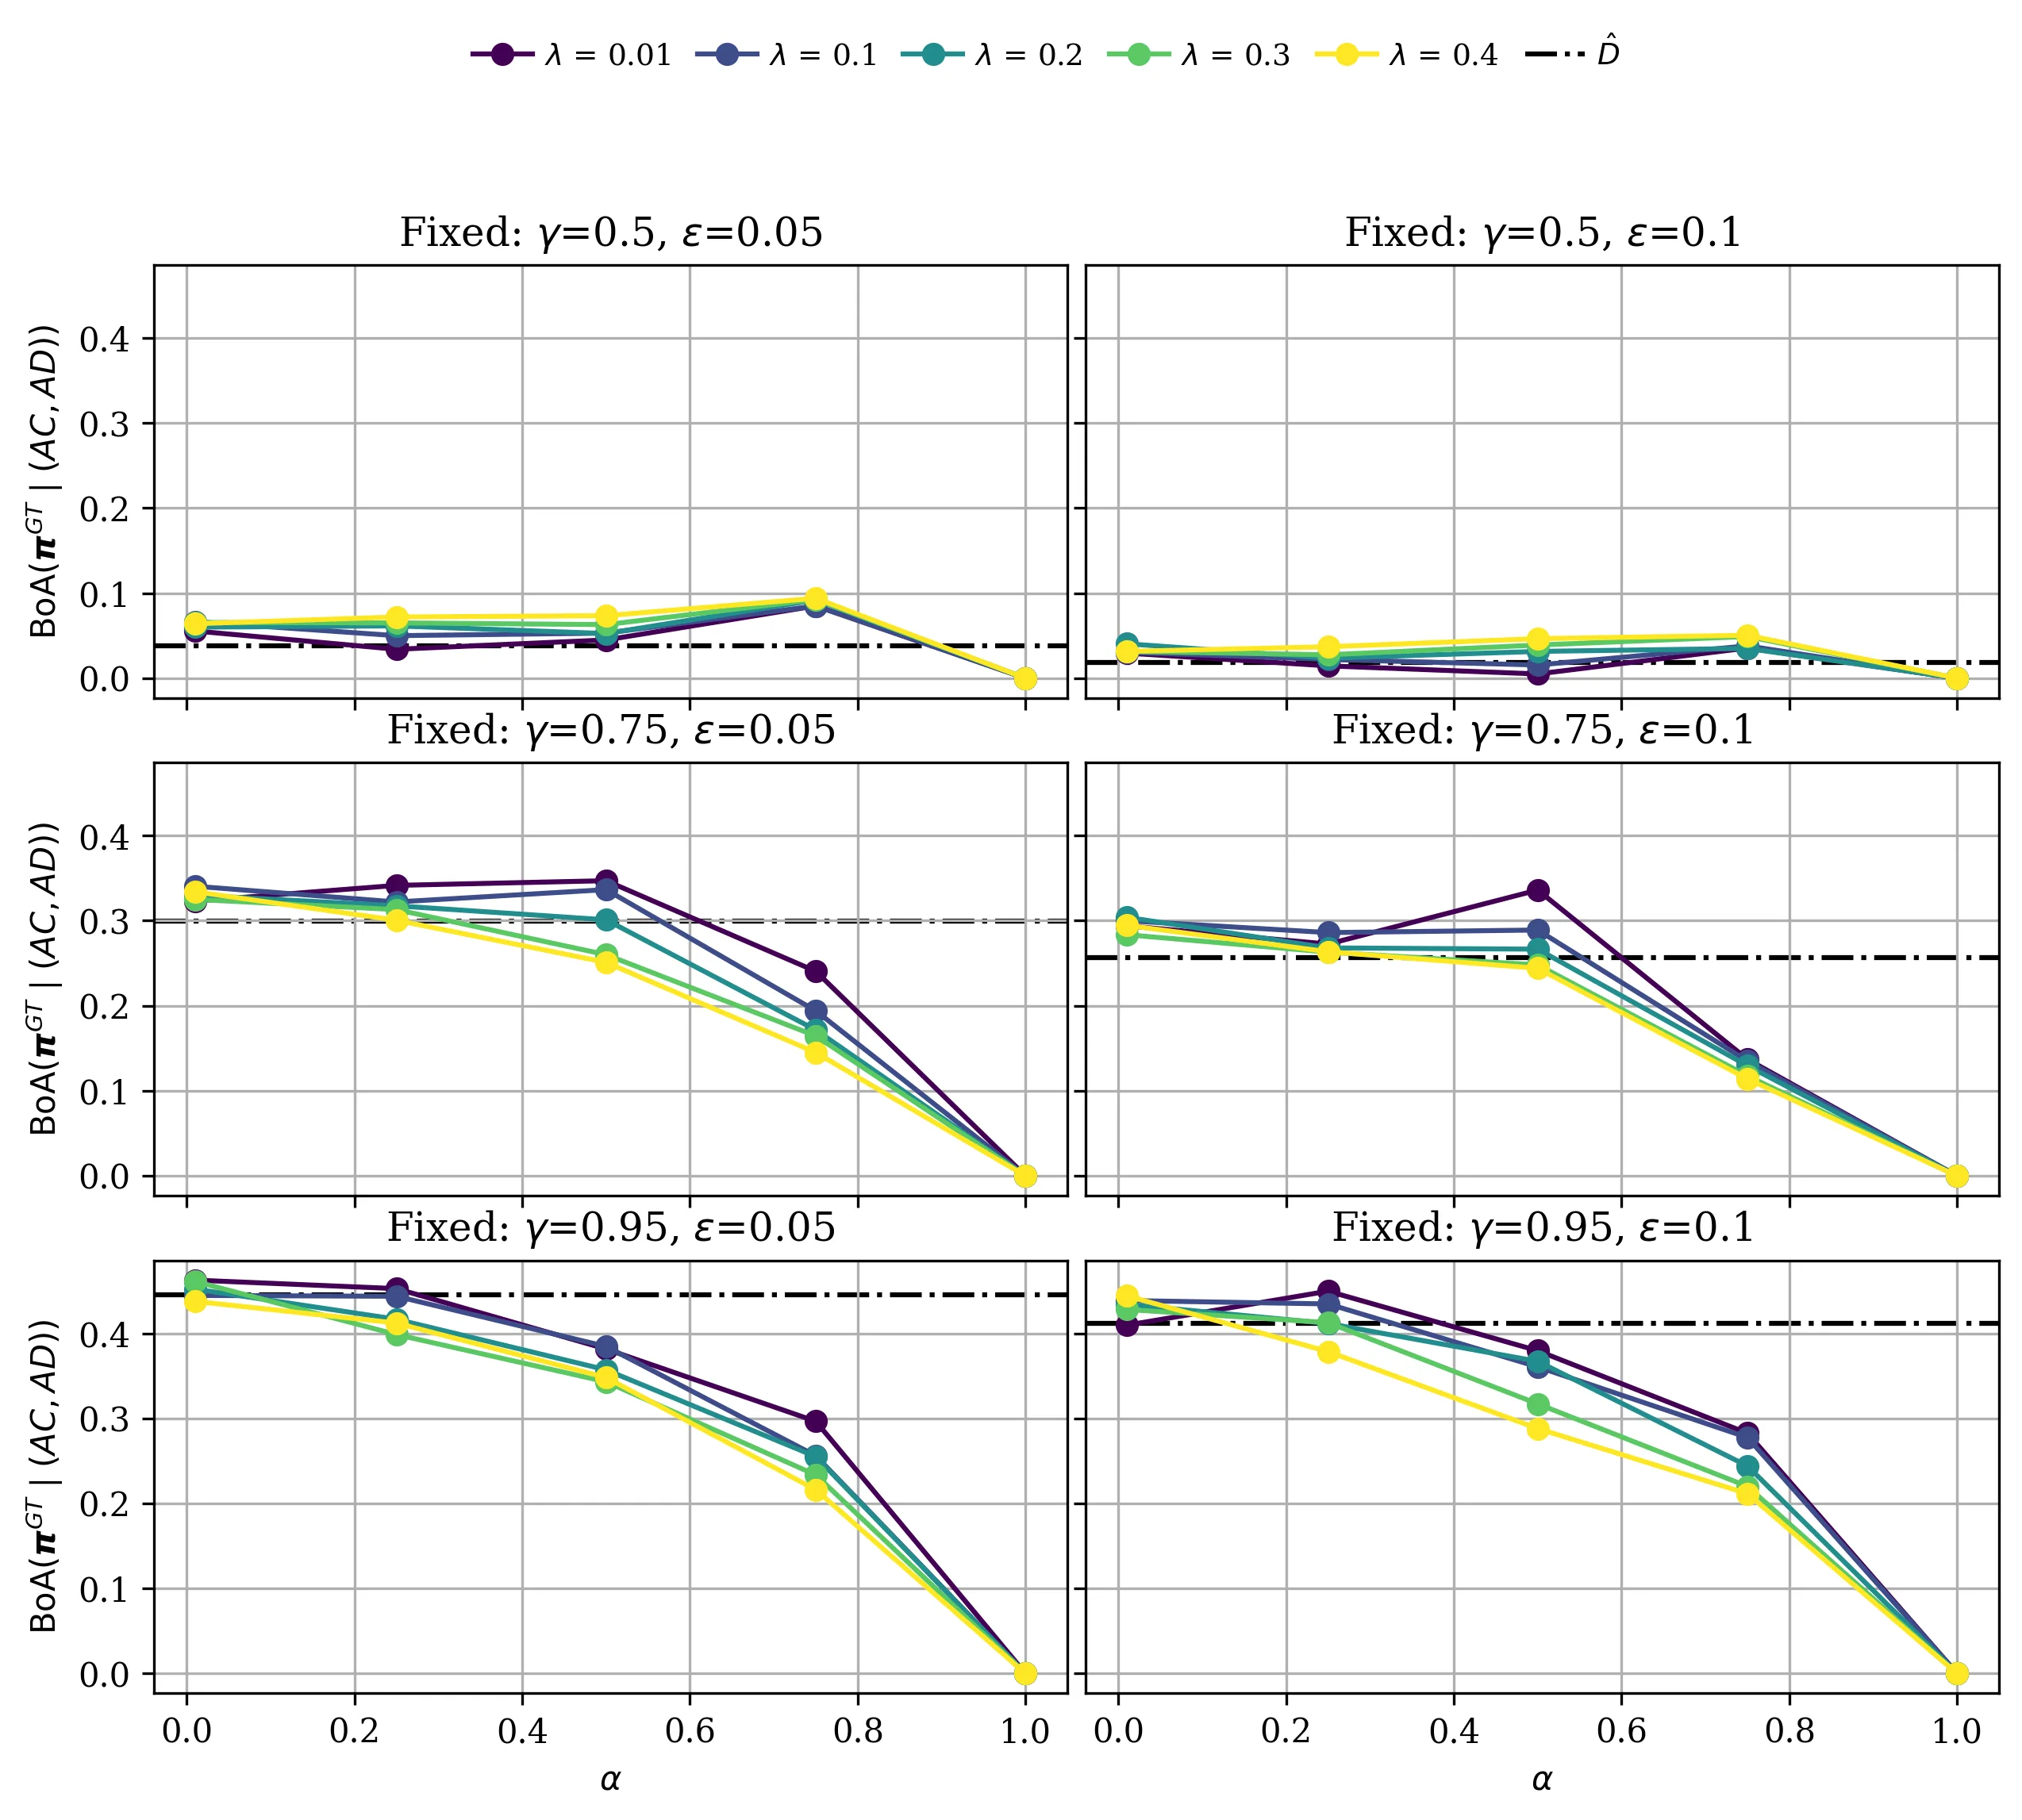 λ = 0.01 λ = 0.1 λ = 0.2 λ = 0.3 λ = 0.4 D̂
Fixed: γ=0.5, ε=0.05
Fixed: γ=0.5, ε=0.1
BoA(π^GT | (AC, AD))
0.4
0.3
0.2
0.1
0.0
Fixed: γ=0.75, ε=0.05
Fixed: γ=0.75, ε=0.1
BoA(π^GT | (AC, AD))
0.4
0.3
0.2
0.1
0.0
Fixed: γ=0.95, ε=0.05
Fixed: γ=0.95, ε=0.1
BoA(π^GT | (AC, AD))
0.4
0.3
0.2
0.1
0.0
0.0 0.2 0.4 0.6 0.8 1.0
0.0 0.2 0.4 0.6 0.8 1.0
α
α